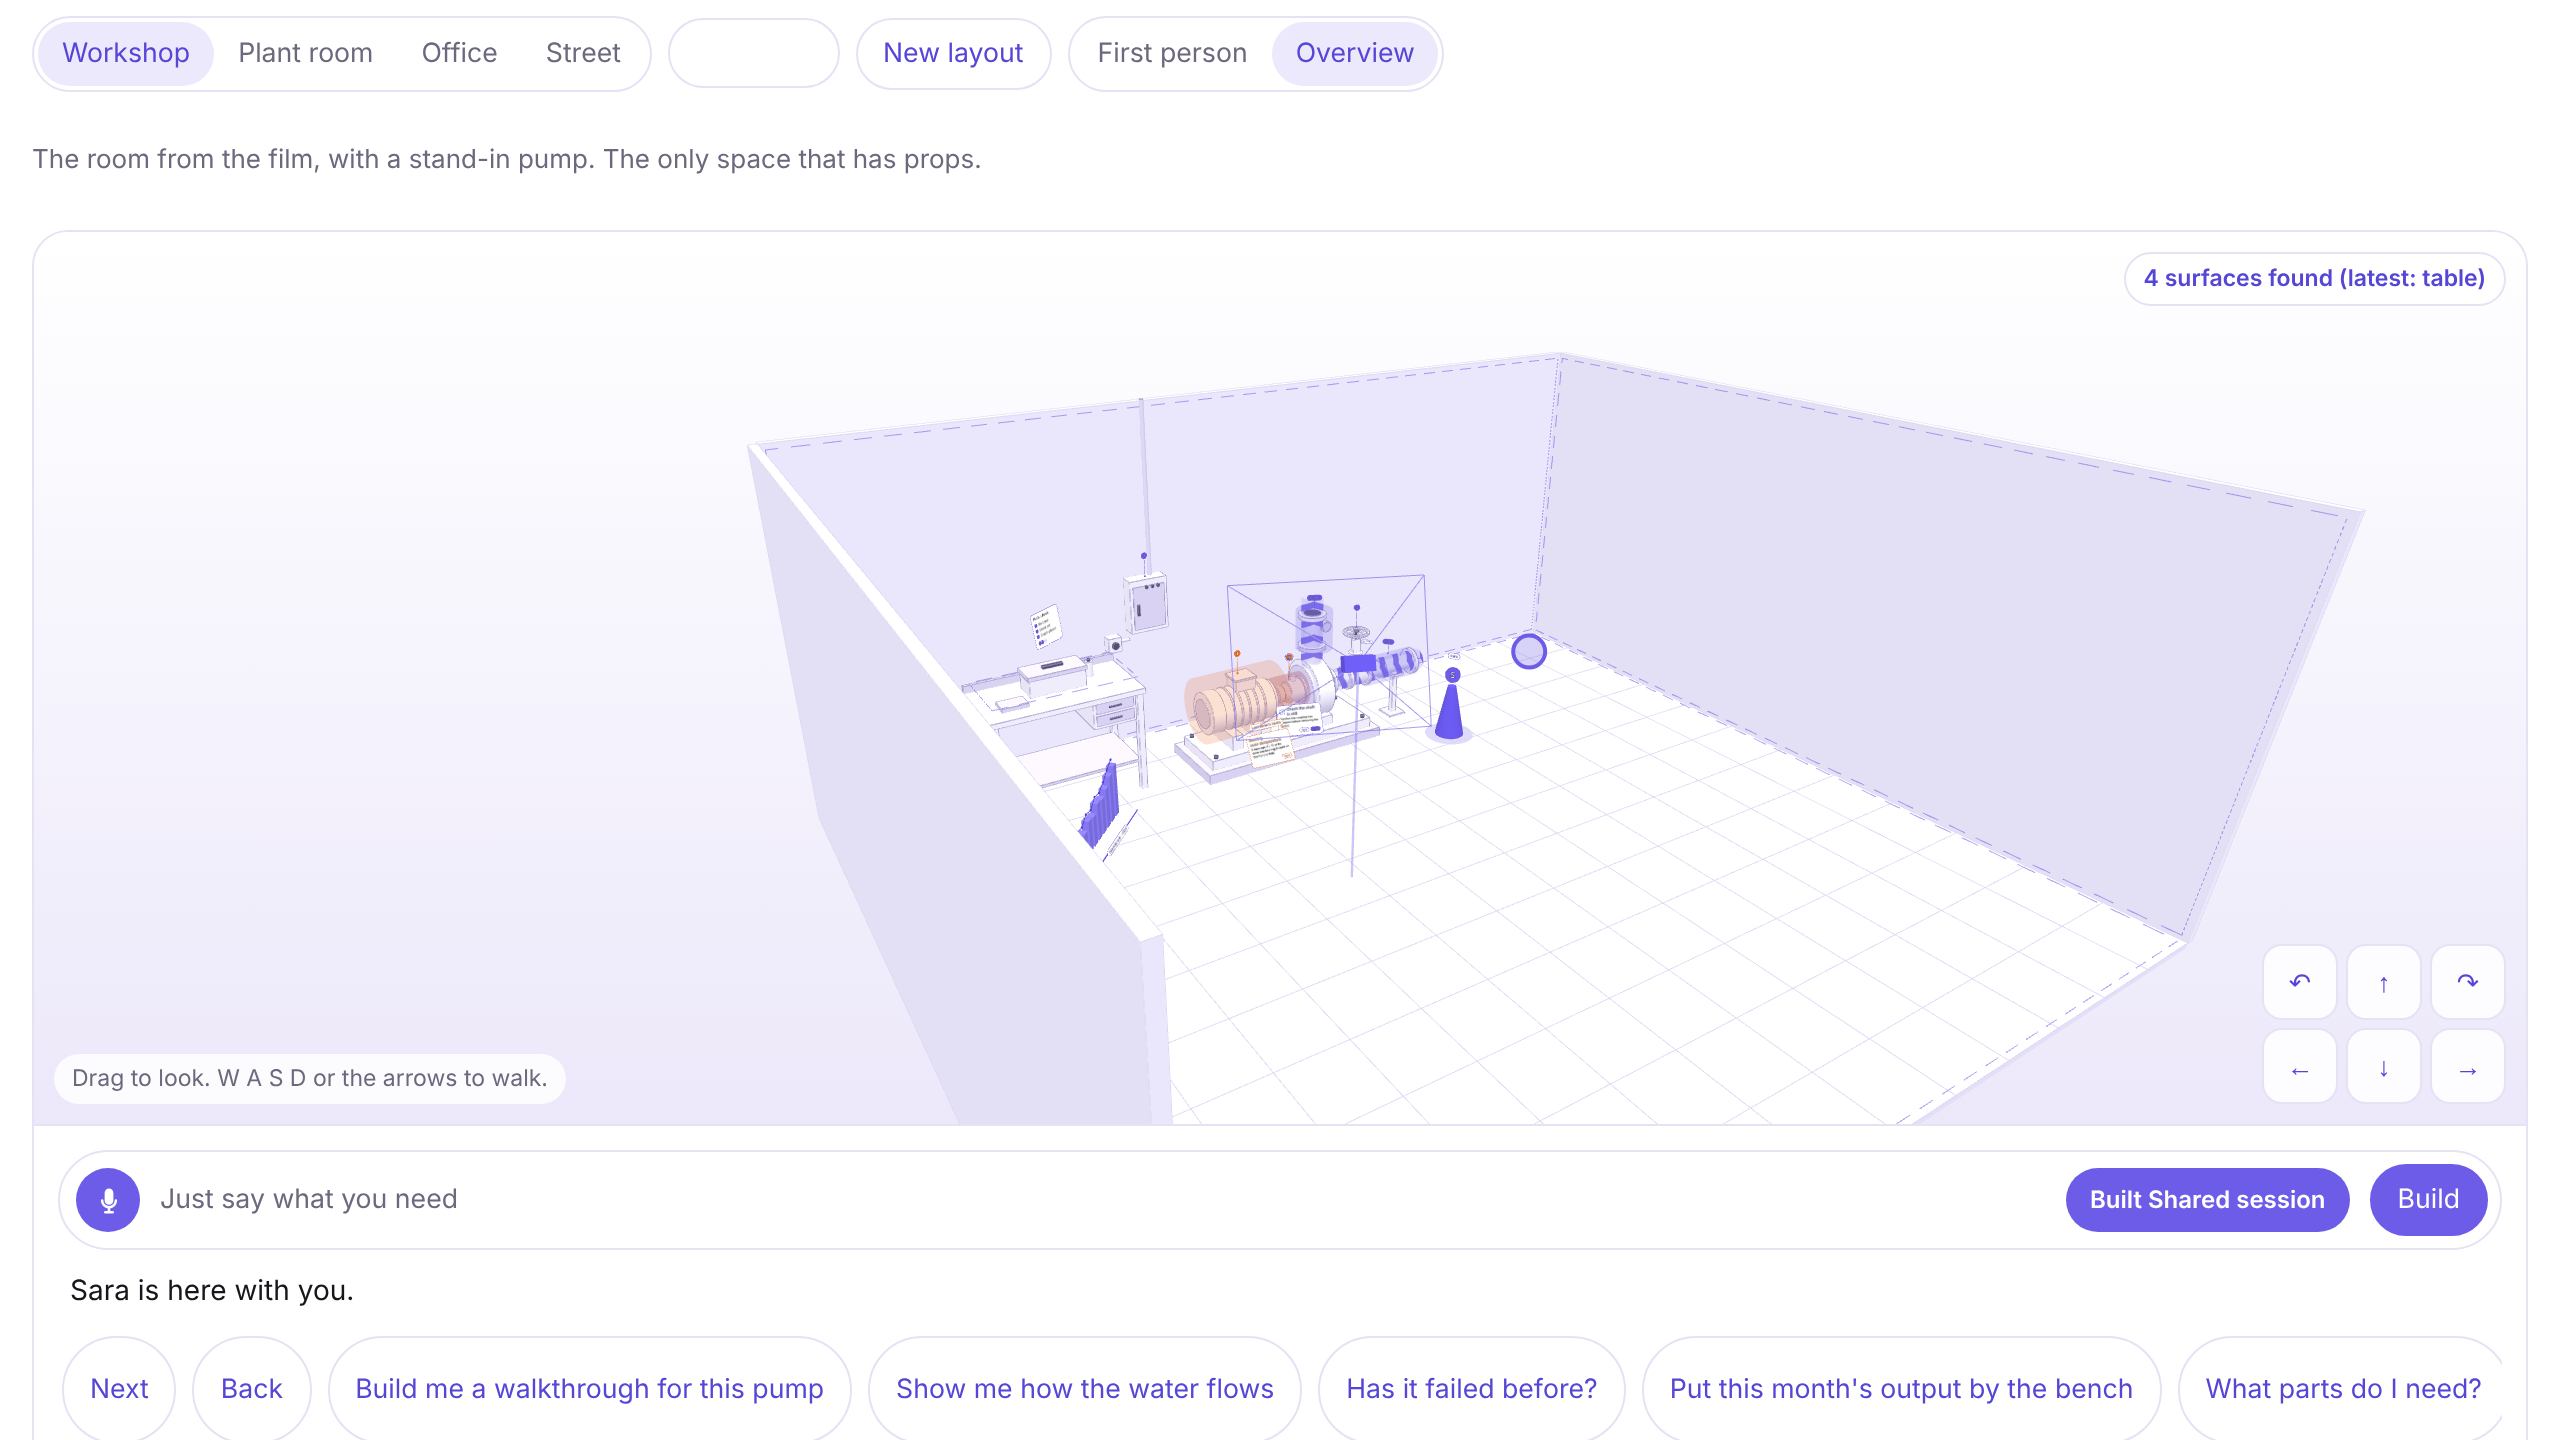 Workshop Plant room Office Street New layout First person Overview
The room from the film, with a stand-in pump. The only space that has props.
4 surfaces found (latest: table)
Drag to look. W A S D or the arrows to walk.
Just say what you need Built Shared session Build
Sara is here with you.
Next Back Build me a walkthrough for this pump Show me how the water flows Has it failed before? Put this month's output by the bench What parts do I need?